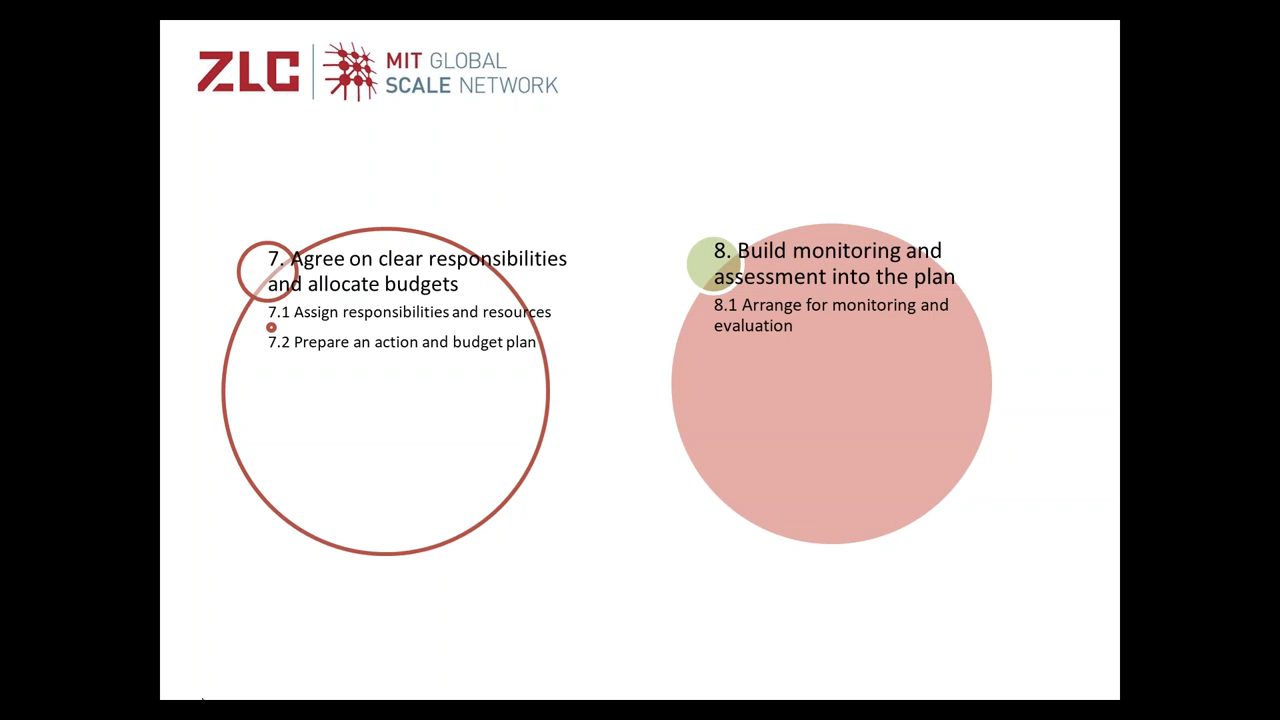 ZLC
MIT GLOBAL
SCALE NETWORK
7. Agree on clear responsibilities
and allocate budgets
7.1 Assign responsibilities and resources
7.2 Prepare an action and budget plan
8. Build monitoring and
assessment into the plan
8.1 Arrange for monitoring and
evaluation